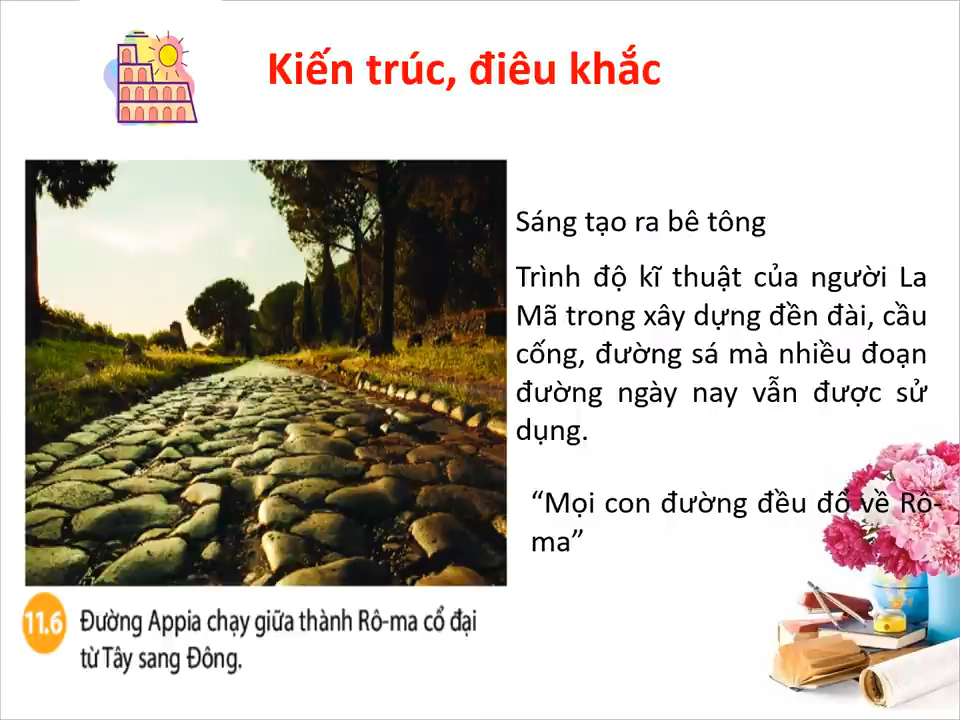 Kiến trúc, điêu khắc
Sáng tạo ra bê tông
Trình độ kĩ thuật của người La
Mã trong xây dựng đền đài, cầu
cống, đường sá mà nhiều đoạn
đường ngày nay vẫn được sử
dụng.
“Mọi con đường đều đổ về Rô-
ma”
11.6 Đường Appia chạy giữa thành Rô-ma cổ đại
từ Tây sang Đông.